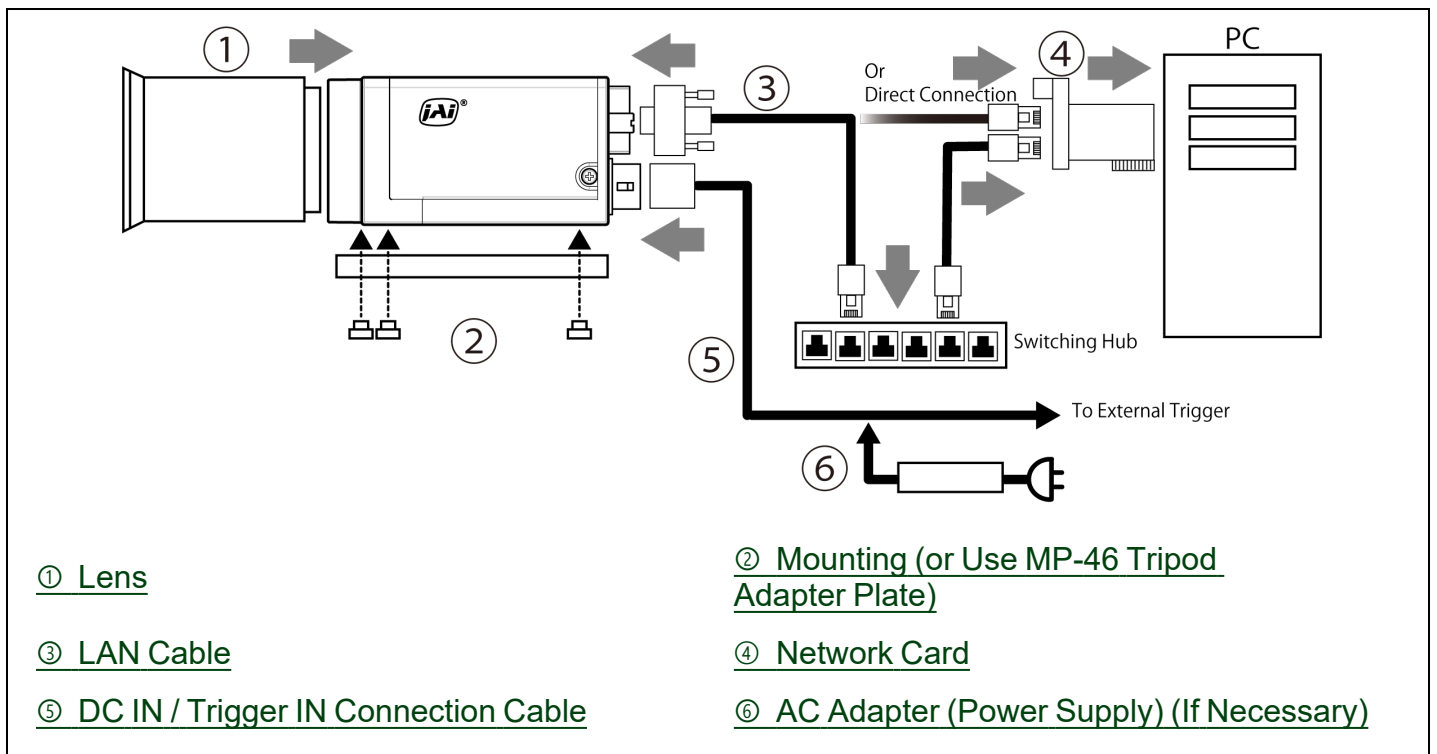 ①
③
④
PC
Or
Direct Connection
jAi®
②
Switching Hub
⑤
To External Trigger
⑥
① Lens
② Mounting (or Use MP-46 Tripod
Adapter Plate)
③ LAN Cable
④ Network Card
⑤ DC IN / Trigger IN Connection Cable
⑥ AC Adapter (Power Supply) (If Necessary)